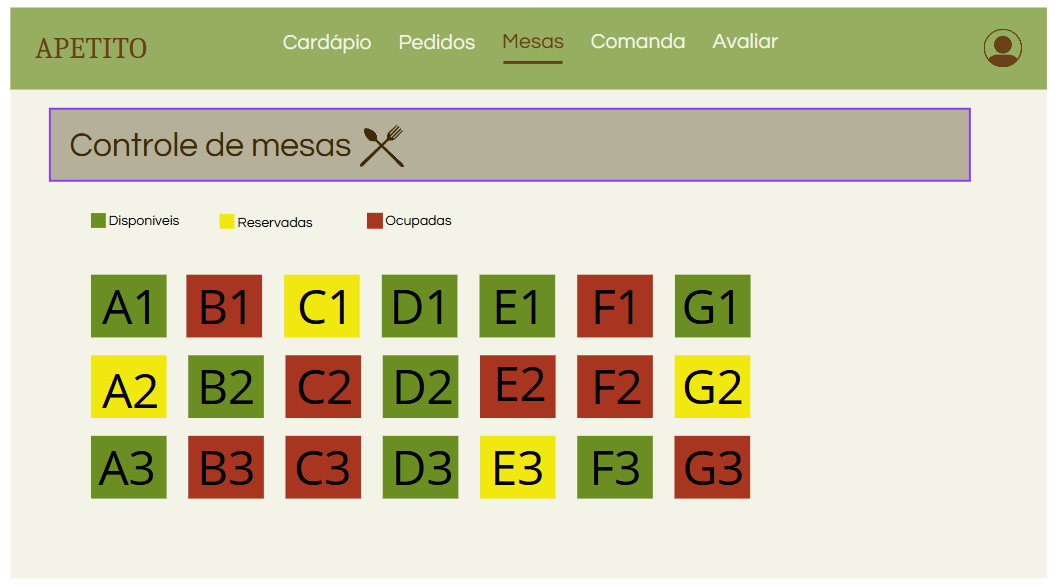 APETITO Cardápio Pedidos Mesas Comanda Avaliar
Controle de mesas
Disponíveis Reservadas Ocupadas
A1 B1 C1 D1 E1 F1 G1
A2 B2 C2 D2 E2 F2 G2
A3 B3 C3 D3 E3 F3 G3